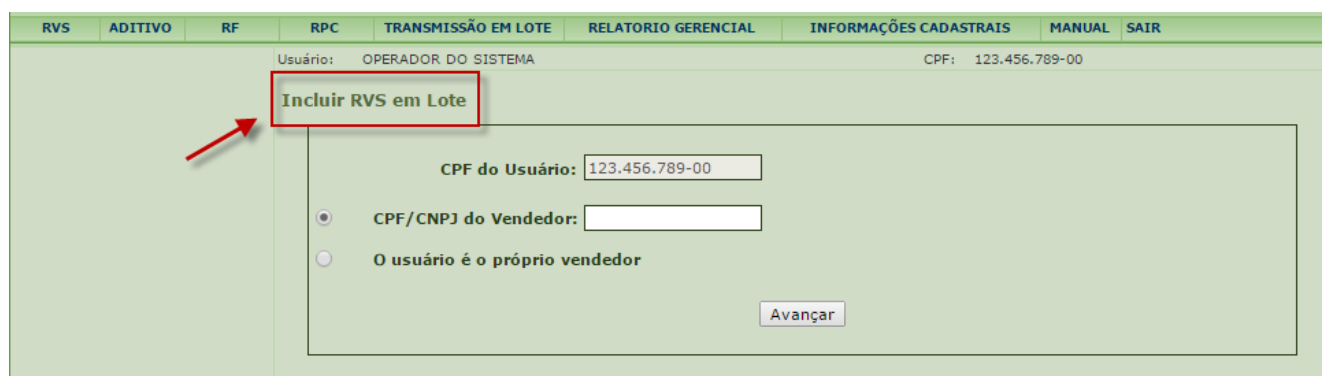 RVS ADITIVO RF RPC TRANSMISSÃO EM LOTE RELATORIO GERENCIAL INFORMAÇÕES CADASTRAIS MANUAL SAIR
Usuário: OPERADOR DO SISTEMA CPF: 123.456.789-00
Incluir RVS em Lote
CPF do Usuário: 123.456.789-00
CPF/CNPJ do Vendedor:
O usuário é o próprio vendedor
Avançar